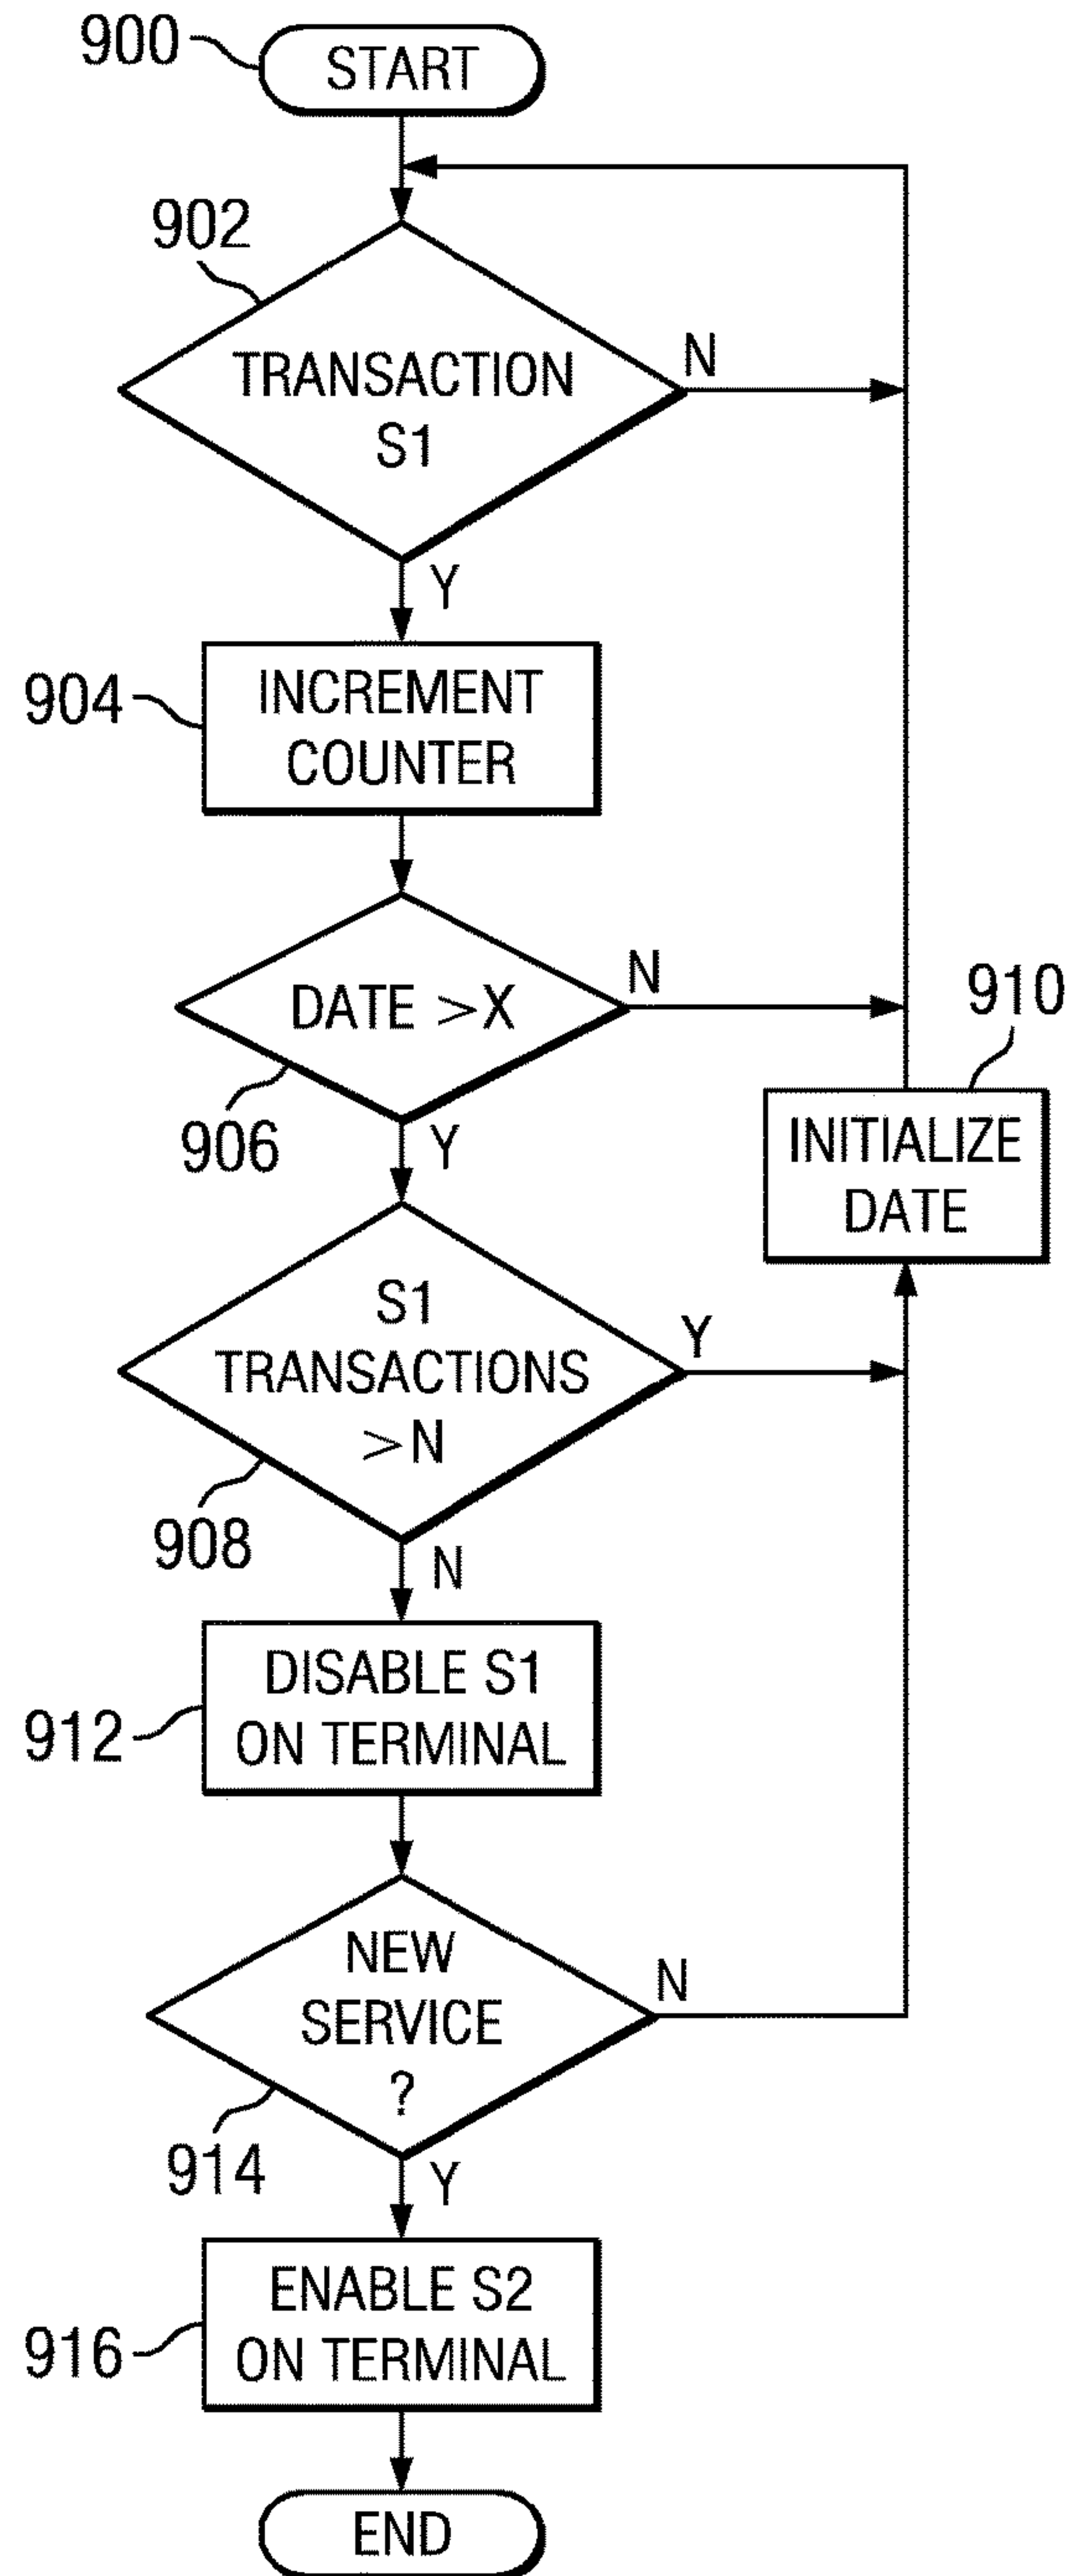 900
START
902
TRANSACTION
S1
N
Y
904
INCREMENT
COUNTER
DATE >X
N
906
Y
910
INITIALIZE
DATE
S1
TRANSACTIONS
>N
Y
908
N
912
DISABLE S1
ON TERMINAL
NEW
SERVICE
?
N
914
Y
916
ENABLE S2
ON TERMINAL
END